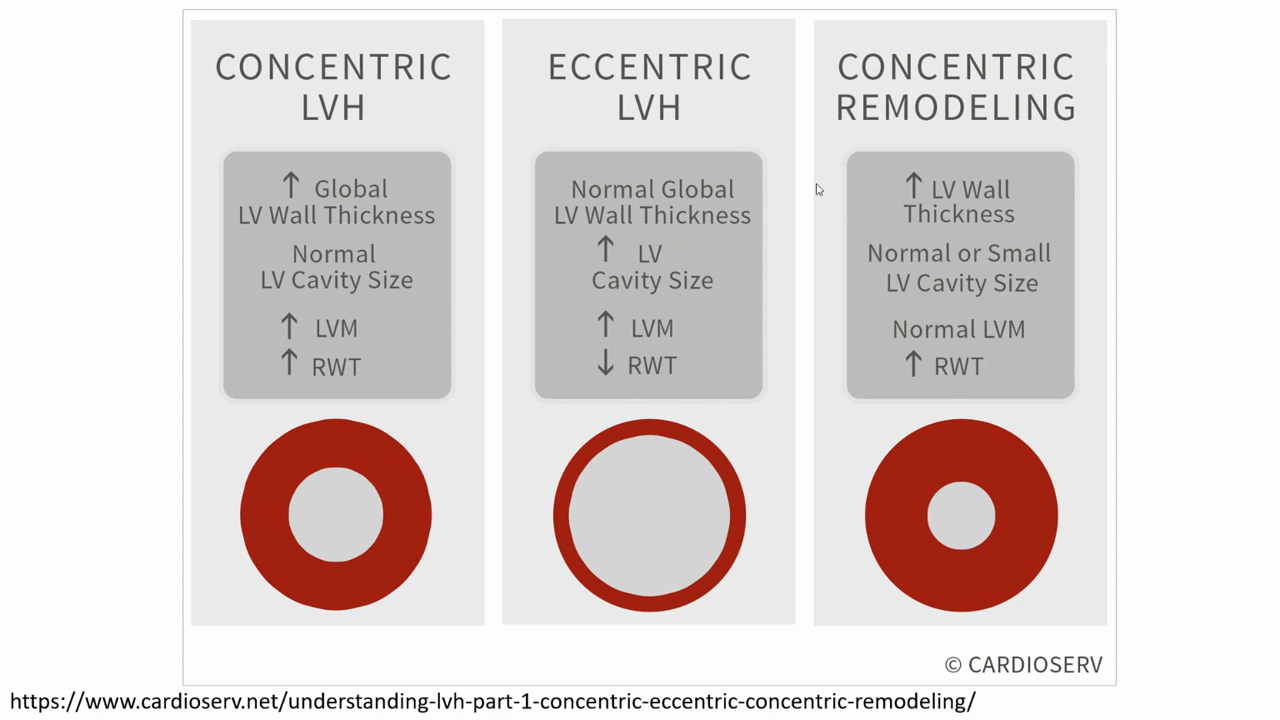 CONCENTRIC
LVH
↑ Global
LV Wall Thickness
Normal
LV Cavity Size
↑ LVM
↑ RWT
ECCENTRIC
LVH
Normal Global
LV Wall Thickness
↑ LV
Cavity Size
↑ LVM
↓ RWT
CONCENTRIC
REMODELING
↑ LV Wall
Thickness
Normal or Small
LV Cavity Size
Normal LVM
↑ RWT
© CARDIOSERV
https://www.cardioserv.net/understanding-lvh-part-1-concentric-eccentric-concentric-remodeling/